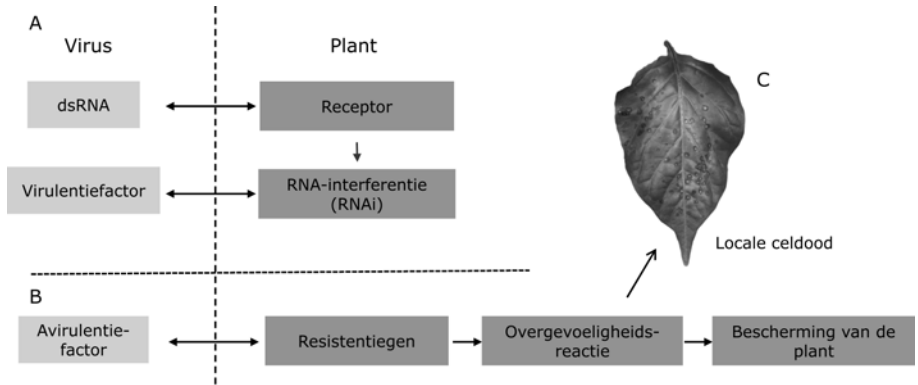 A
Virus
Plant
C
dsRNA
Receptor
Virulentiefactor
RNA-interferentie
(RNAi)
Locale celdood
B
Avirulentie-
factor
Resistentiegen
Overgevoeligheids-
reactie
Bescherming van de
plant